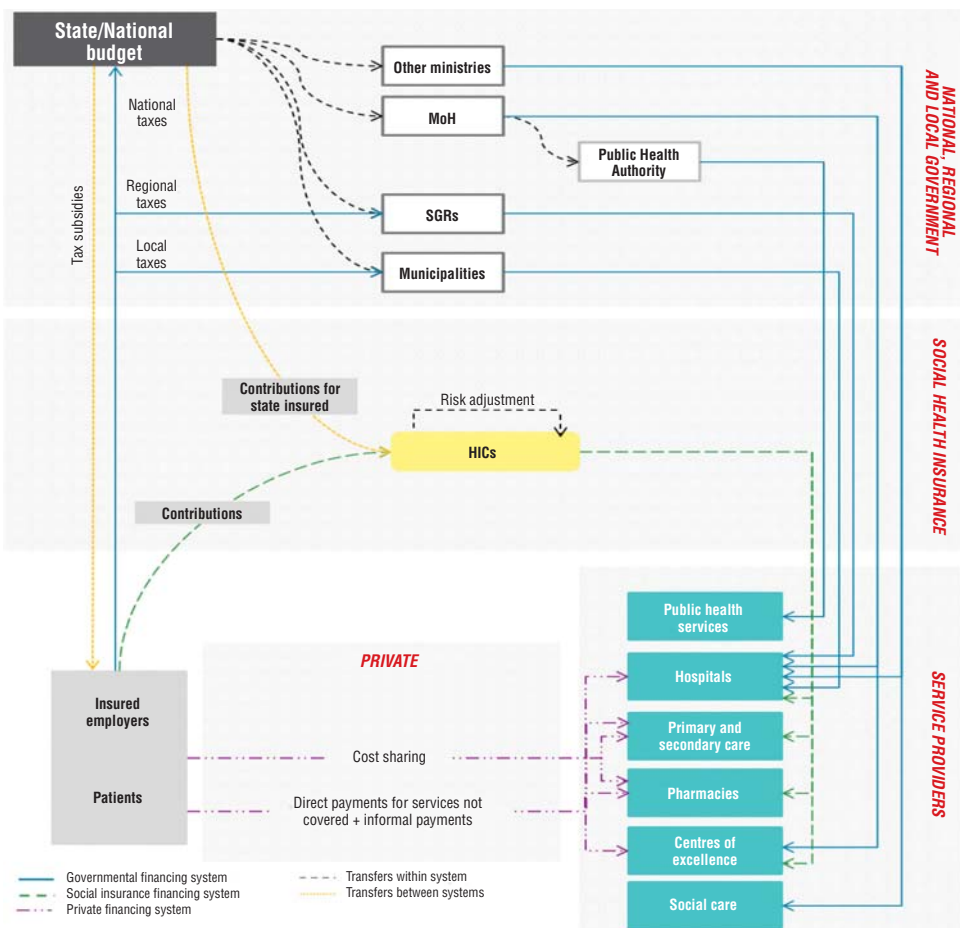 State/National
budget
Other ministries
MoH
Public Health
Authority
SGRs
Municipalities
National
taxes
Regional
taxes
Local
taxes
Tax subsidies
NATIONAL, REGIONAL
AND LOCAL GOVERNMENT
Contributions for
state insured
Risk adjustment
HICs
Contributions
SOCIAL HEALTH INSURANCE
PRIVATE
Insured
employers
Patients
Cost sharing
Direct payments for services not
covered + informal payments
Public health
services
Hospitals
Primary and
secondary care
Pharmacies
Centres of
excellence
Social care
SERVICE PROVIDERS
Governmental financing system
Social insurance financing system
Private financing system
Transfers within system
Transfers between systems